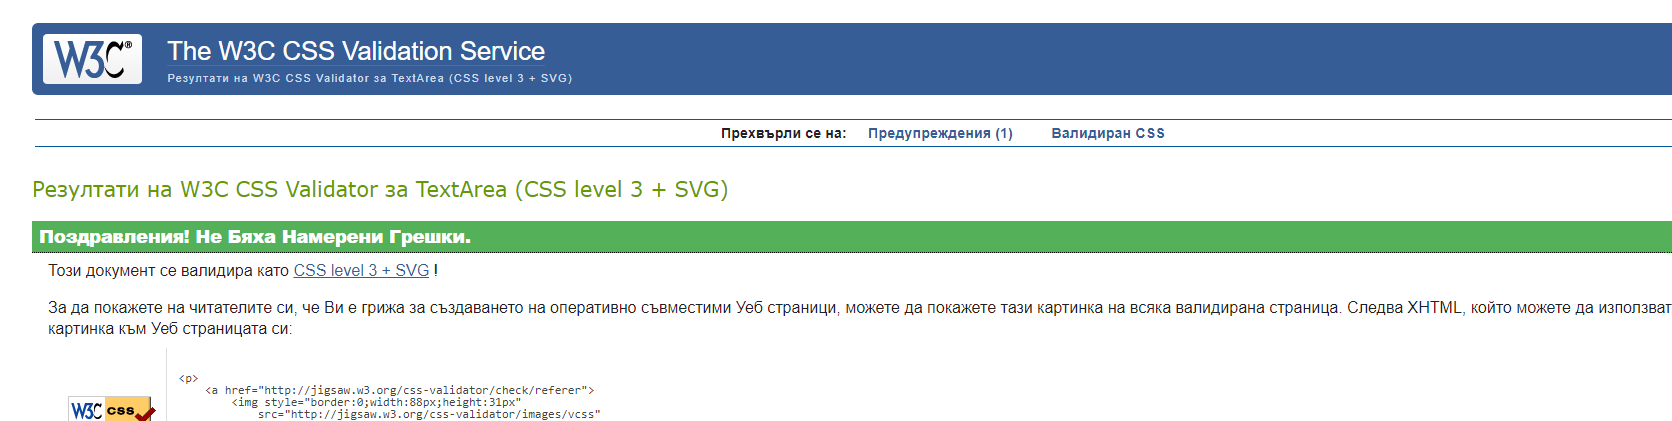 W3C®
The W3C CSS Validation Service
Резултати на W3C CSS Validator за TextArea (CSS level 3 + SVG)
Прехвърли се на: Предупреждения (1) Валидиран CSS
Резултати на W3C CSS Validator за TextArea (CSS level 3 + SVG)
Поздравления! Не Бяха Намерени Грешки.
Този документ се валидира като CSS level 3 + SVG !
За да покажете на читателите си, че Ви е грижа за създаването на оперативно съвместими Уеб страници, можете да покажете тази картинка на всяка валидирана страница. Следва XHTML, който можете да използват
картинка към Уеб страницата си:
<p>
<a href="http://jigsaw.w3.org/css-validator/check/referer">
<img style="border:0;width:88px;height:31px"
W3C css
src="http://jigsaw.w3.org/css-validator/images/vcss"